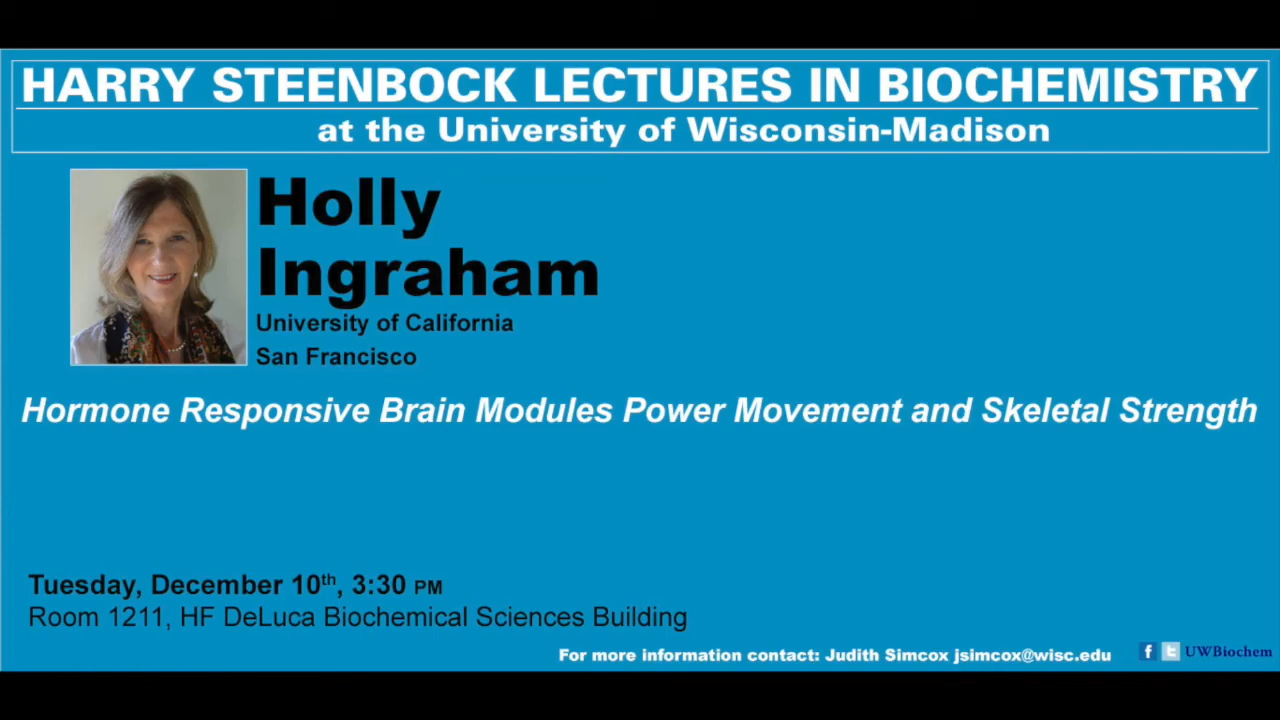 HARRY STEENBOCK LECTURES IN BIOCHEMISTRY
at the University of Wisconsin-Madison
Holly
Ingraham
University of California
San Francisco
Hormone Responsive Brain Modules Power Movement and Skeletal Strength
Tuesday, December 10th, 3:30 PM
Room 1211, HF DeLuca Biochemical Sciences Building
For more information contact: Judith Simcox jsimcox@wisc.edu
f t UWBiochem